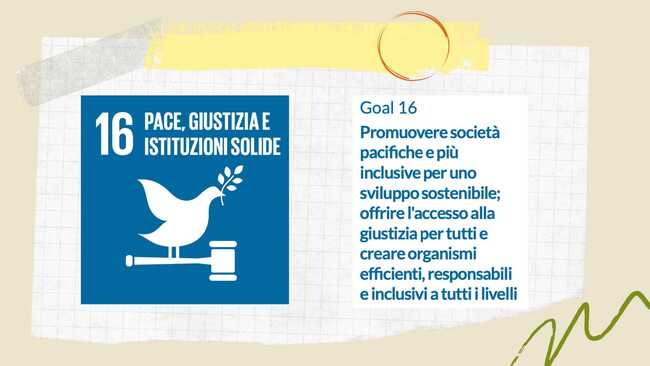 16 PACE, GIUSTIZIA E
ISTITUZIONI SOLIDE
Goal 16
Promuovere società
pacifiche e più
inclusive per uno
sviluppo sostenibile;
offrire l'accesso alla
giustizia per tutti e
creare organismi
efficienti, responsabili
e inclusivi a tutti i livelli